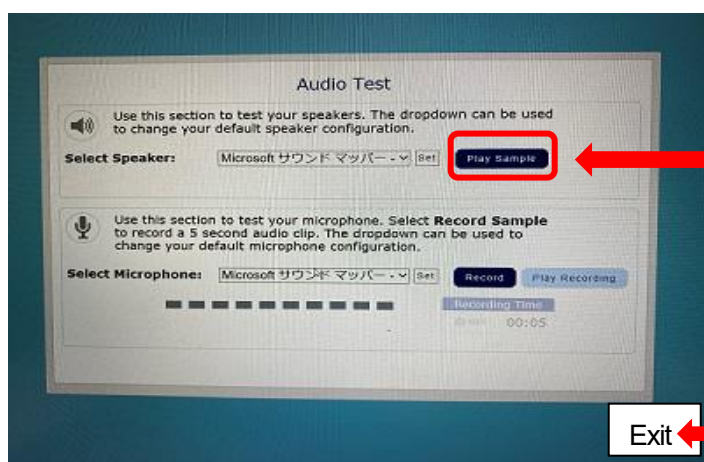 Audio Test
Use this section to test your speakers. The dropdown can be used
to change your default speaker configuration.
Select Speaker: Microsoft サウンド マッパー - Set Play Sample
Use this section to test your microphone. Select Record Sample
to record a 5 second audio clip. The dropdown can be used to
change your default microphone configuration.
Select Microphone: Microsoft サウンド マッパー - Set Record Play Recording
Recording Time
00:05
Exit